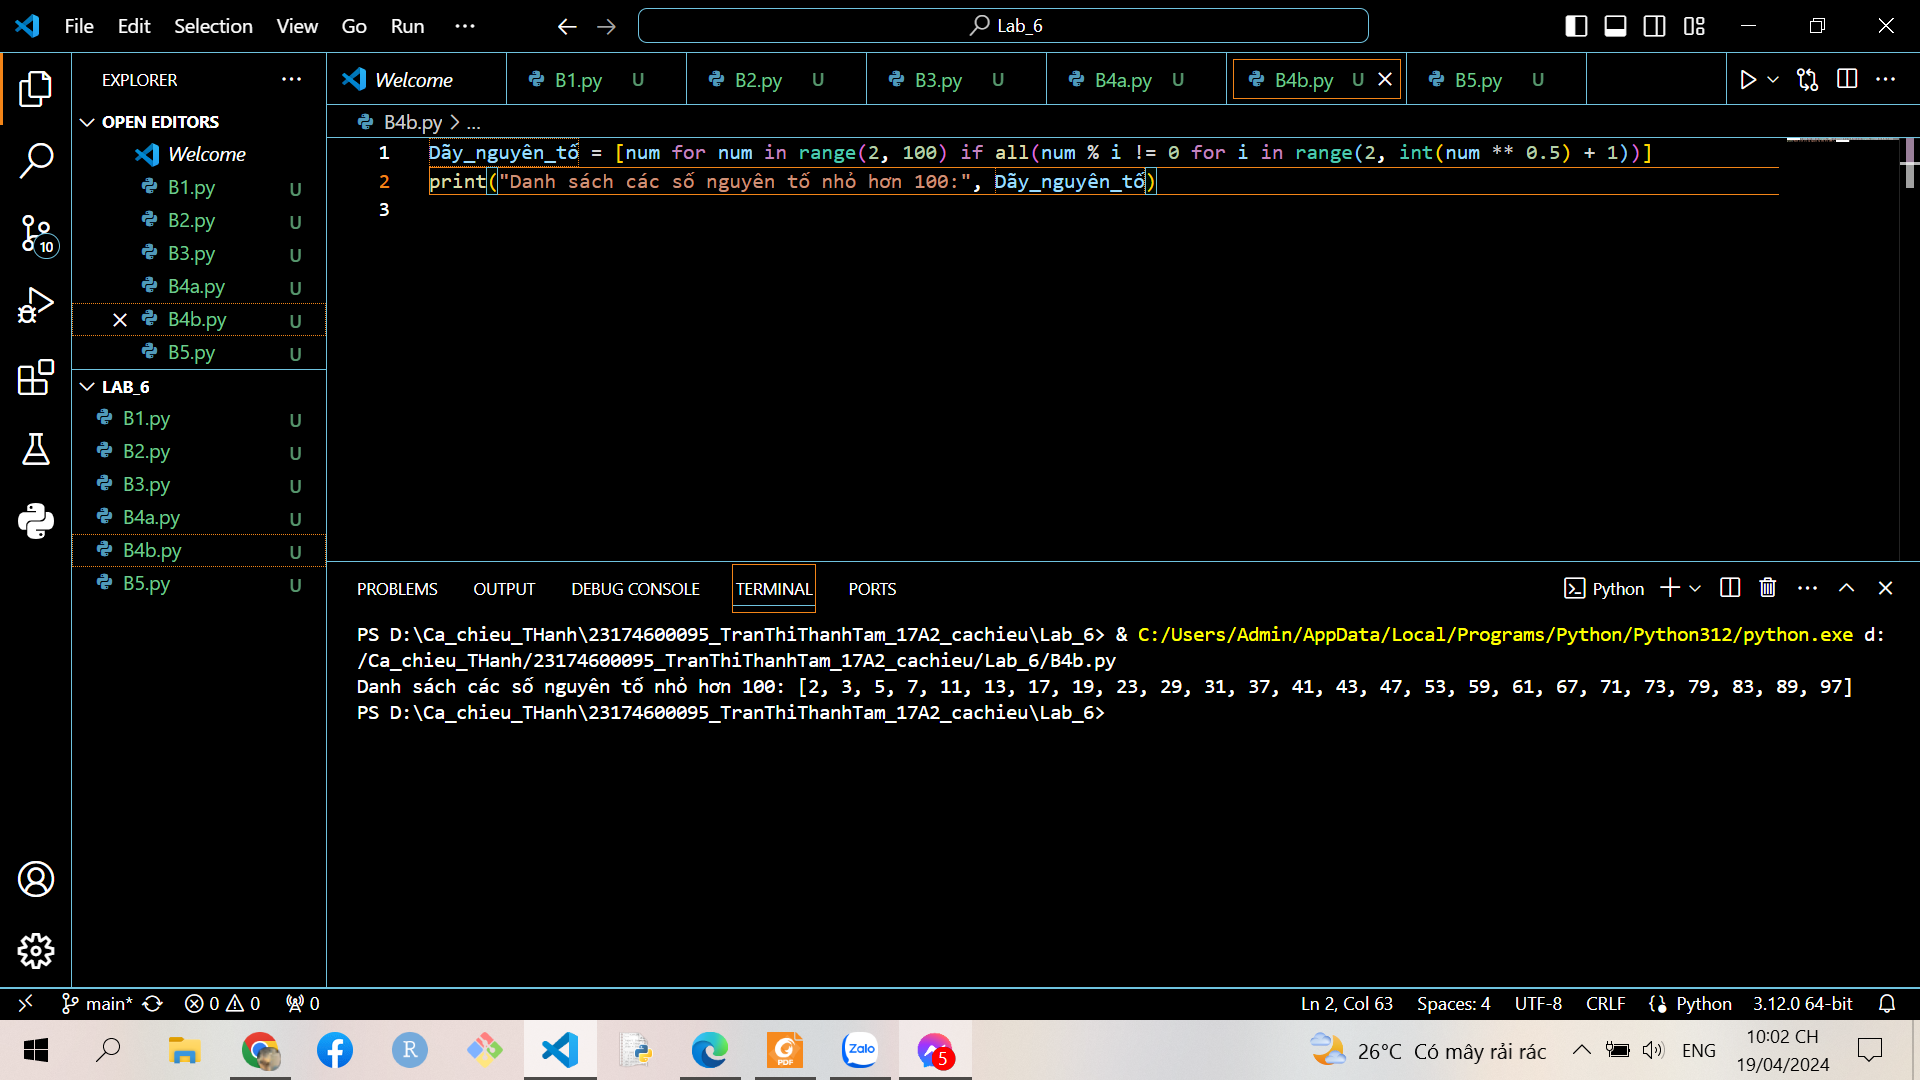 File Edit Selection View Go Run ··· Lab_6
EXPLORER ···
Welcome B1.py U B2.py U B3.py U B4a.py U B4b.py U B5.py U
OPEN EDITORS
Welcome
B1.py U
B2.py U
B3.py U
B4a.py U
B4b.py U
B5.py U
LAB_6
B1.py U
B2.py U
B3.py U
B4a.py U
B4b.py U
B5.py U
10
B4b.py > ...
1 Dãy_nguyên_tố = [num for num in range(2, 100) if all(num % i != 0 for i in range(2, int(num ** 0.5) + 1))]
2 print("Danh sách các số nguyên tố nhỏ hơn 100:", Dãy_nguyên_tố)
3
PROBLEMS OUTPUT DEBUG CONSOLE TERMINAL PORTS Python
PS D:\Ca_chieu_THanh\23174600095_TranThiThanhTam_17A2_cachieu\Lab_6> & C:/Users/Admin/AppData/Local/Programs/Python/Python312/python.exe d:
/Ca_chieu_THanh/23174600095_TranThiThanhTam_17A2_cachieu/Lab_6/B4b.py
Danh sách các số nguyên tố nhỏ hơn 100: [2, 3, 5, 7, 11, 13, 17, 19, 23, 29, 31, 37, 41, 43, 47, 53, 59, 61, 67, 71, 73, 79, 83, 89, 97]
PS D:\Ca_chieu_THanh\23174600095_TranThiThanhTam_17A2_cachieu\Lab_6>
main* 0 0 0 Ln 2, Col 63 Spaces: 4 UTF-8 CRLF Python 3.12.0 64-bit
R PDF Zalo 5 26°C Có mây rải rác ENG 10:02 CH
19/04/2024